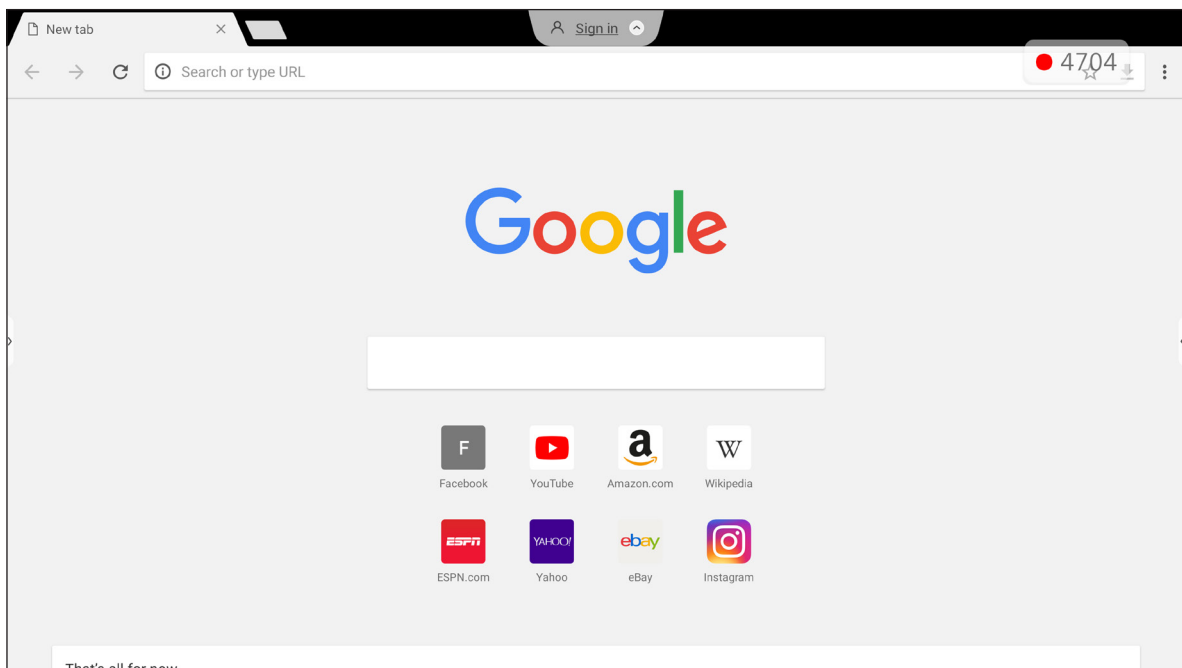 New tab
Sign in
Search or type URL
4704
Google
F
a
W
Facebook
YouTube
Amazon.com
Wikipedia
ESPN
YAHOO!
ebay
ESPN.com
Yahoo
eBay
Instagram
That's all for now